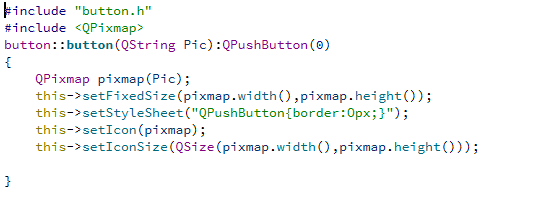 #include "button.h"
#include <QPixmap>
button::button(QString Pic):QPushButton(0)
{
    QPixmap pixmap(Pic);
    this->setFixedSize(pixmap.width(),pixmap.height());
    this->setStyleSheet("QPushButton{border:0px;}");
    this->setIcon(pixmap);
    this->setIconSize(QSize(pixmap.width(),pixmap.height()));
}